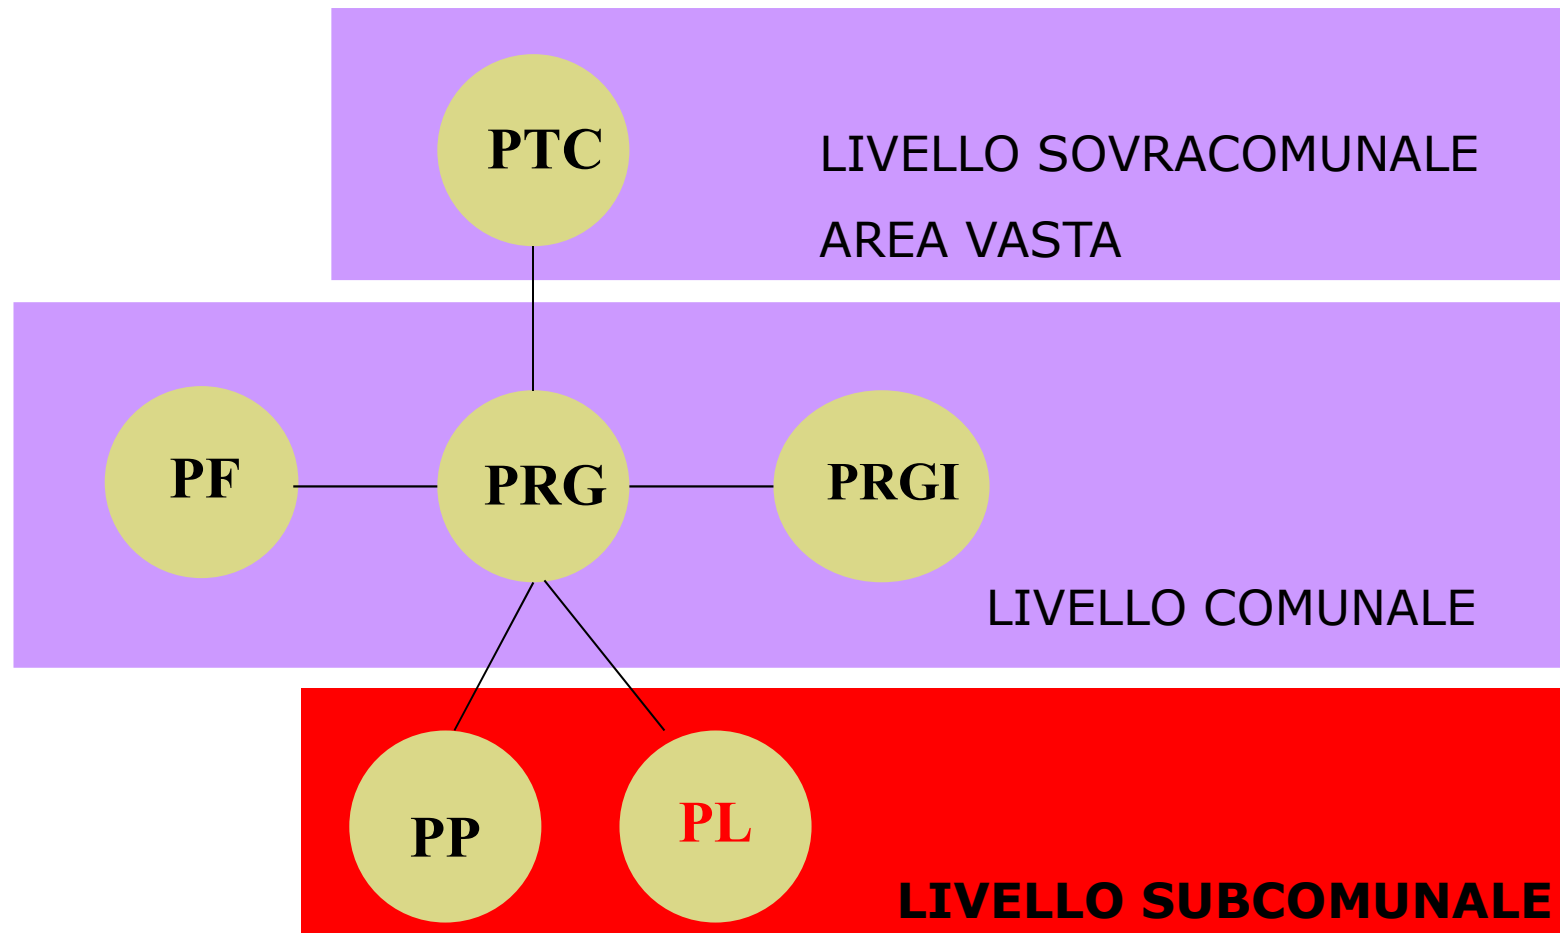 PTC
LIVELLO SOVRACOMUNALE
AREA VASTA
PF
PRG
PRGI
LIVELLO COMUNALE
PP
PL
LIVELLO SUBCOMUNALE